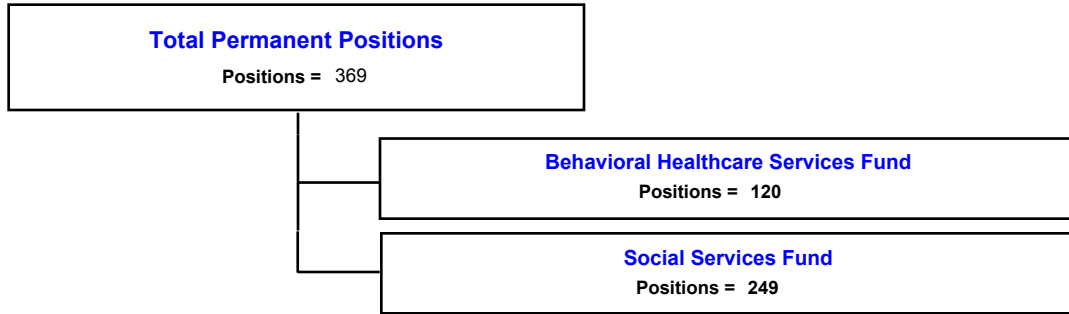 Total Permanent Positions
Positions = 369
Behavioral Healthcare Services Fund
Positions = 120
Social Services Fund
Positions = 249